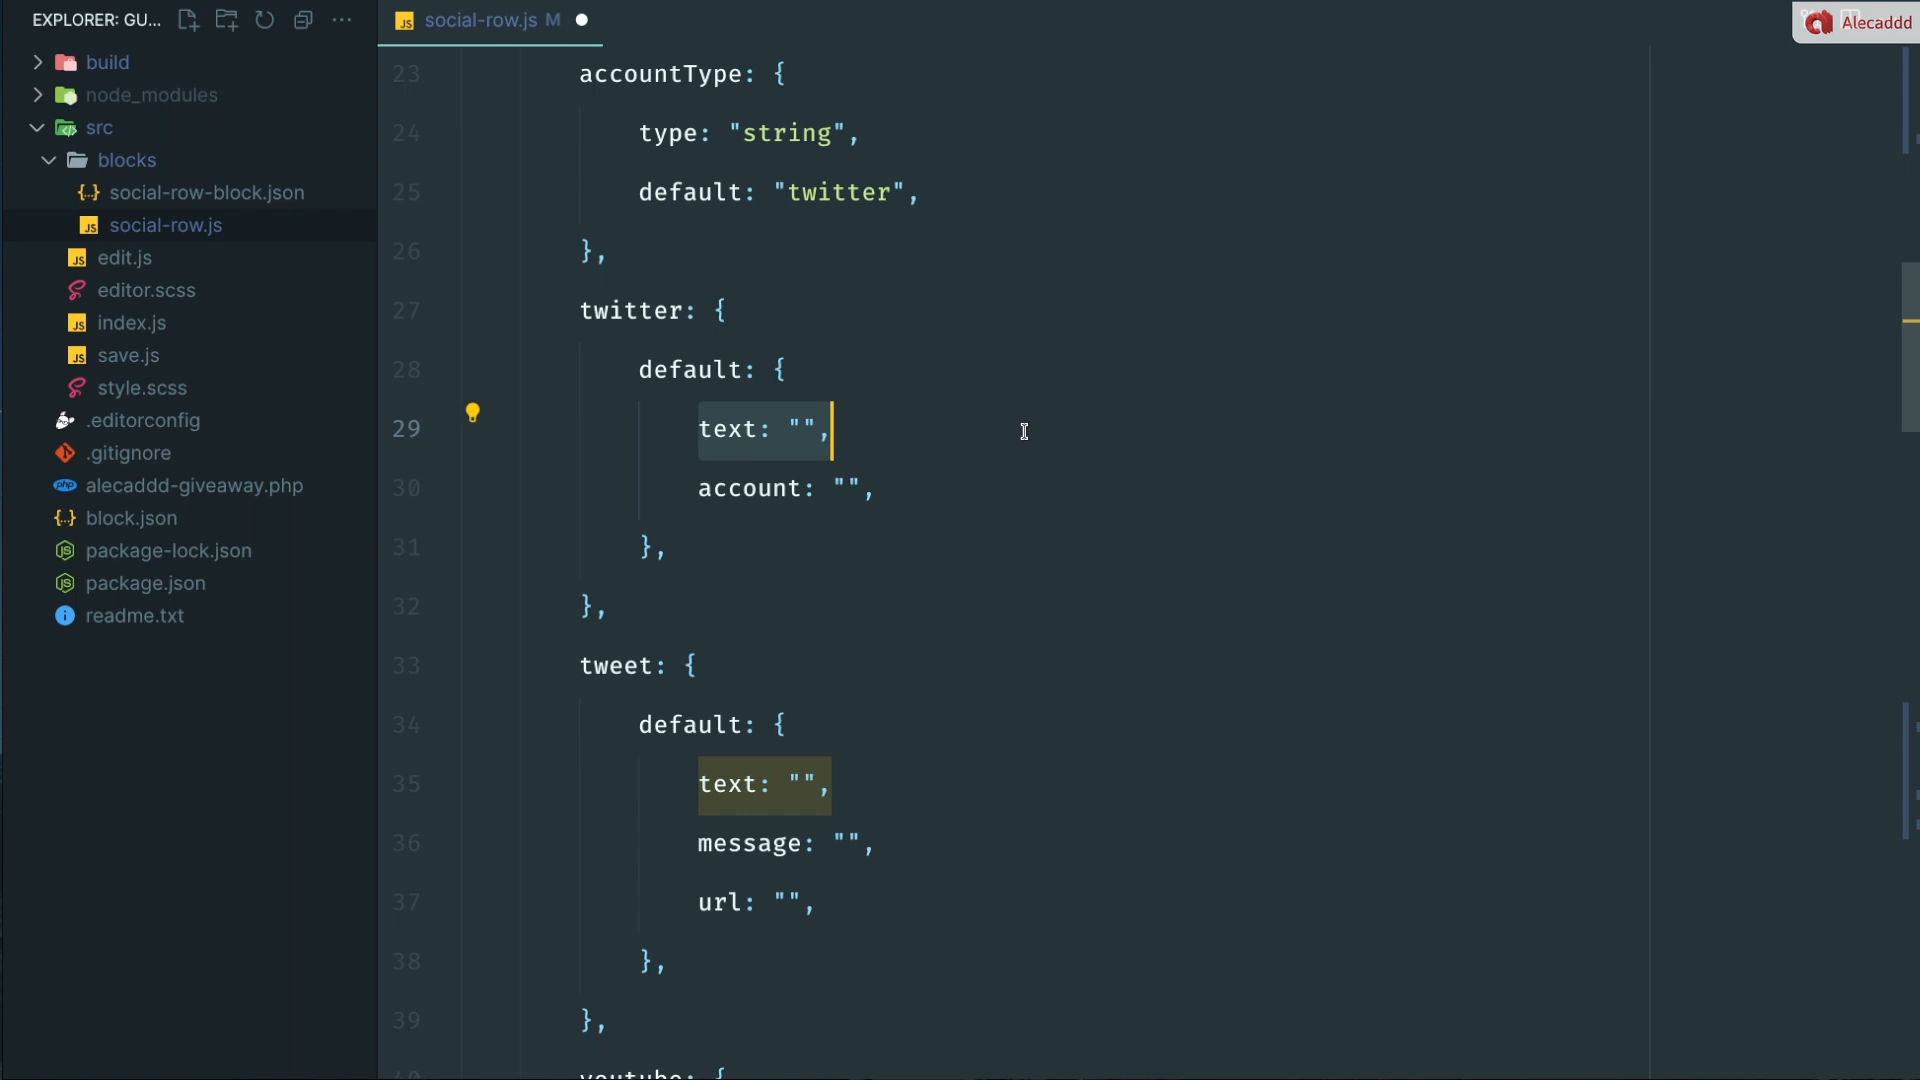 EXPLORER: GU...
build
node_modules
src
blocks
social-row-block.json
social-row.js
edit.js
editor.scss
index.js
save.js
style.scss
.editorconfig
.gitignore
alecaddd-giveaway.php
block.json
package-lock.json
package.json
readme.txt
social-row.js M
Alecaddd
23 accountType: {
24 type: "string",
25 default: "twitter",
26 },
27 twitter: {
28 default: {
29 text: "",
30 account: "",
31 },
32 },
33 tweet: {
34 default: {
35 text: "",
36 message: "",
37 url: "",
38 },
39 },
40 youtube: {